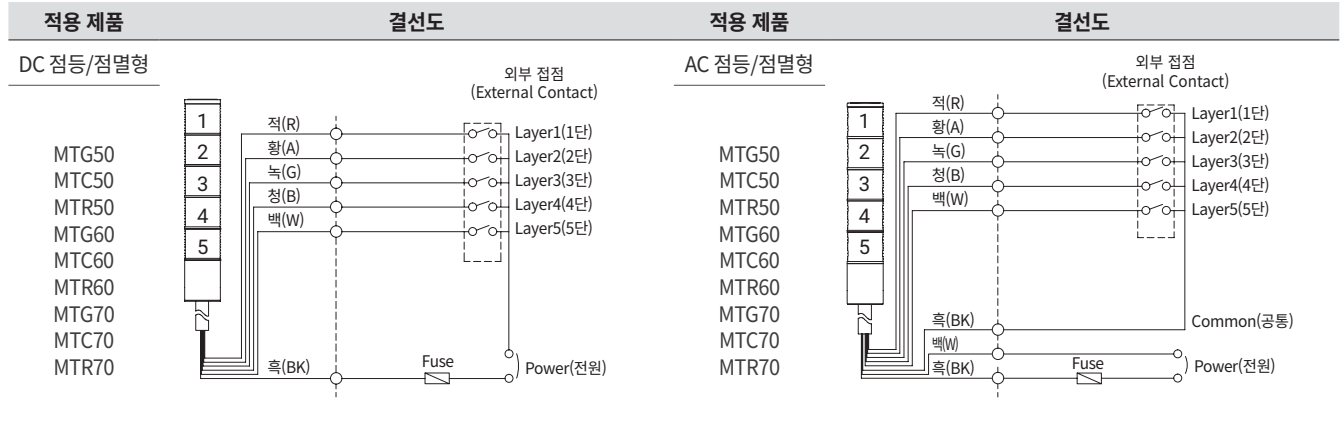 적용 제품 결선도 적용 제품 결선도
DC 점등/점멸형
외부 접점
(External Contact)
1
2
3
4
5
적(R)
황(A)
녹(G)
청(B)
백(W)
Layer1(1단)
Layer2(2단)
Layer3(3단)
Layer4(4단)
Layer5(5단)
MTG50
MTC50
MTR50
MTG60
MTC60
MTR60
MTG70
MTC70
MTR70
흑(BK)
Fuse
Power(전원)
AC 점등/점멸형
외부 접점
(External Contact)
1
2
3
4
5
적(R)
황(A)
녹(G)
청(B)
백(W)
Layer1(1단)
Layer2(2단)
Layer3(3단)
Layer4(4단)
Layer5(5단)
MTG50
MTC50
MTR50
MTG60
MTC60
MTR60
MTG70
MTC70
MTR70
흑(BK)
Common(공통)
백(W)
흑(BK)
Fuse
Power(전원)